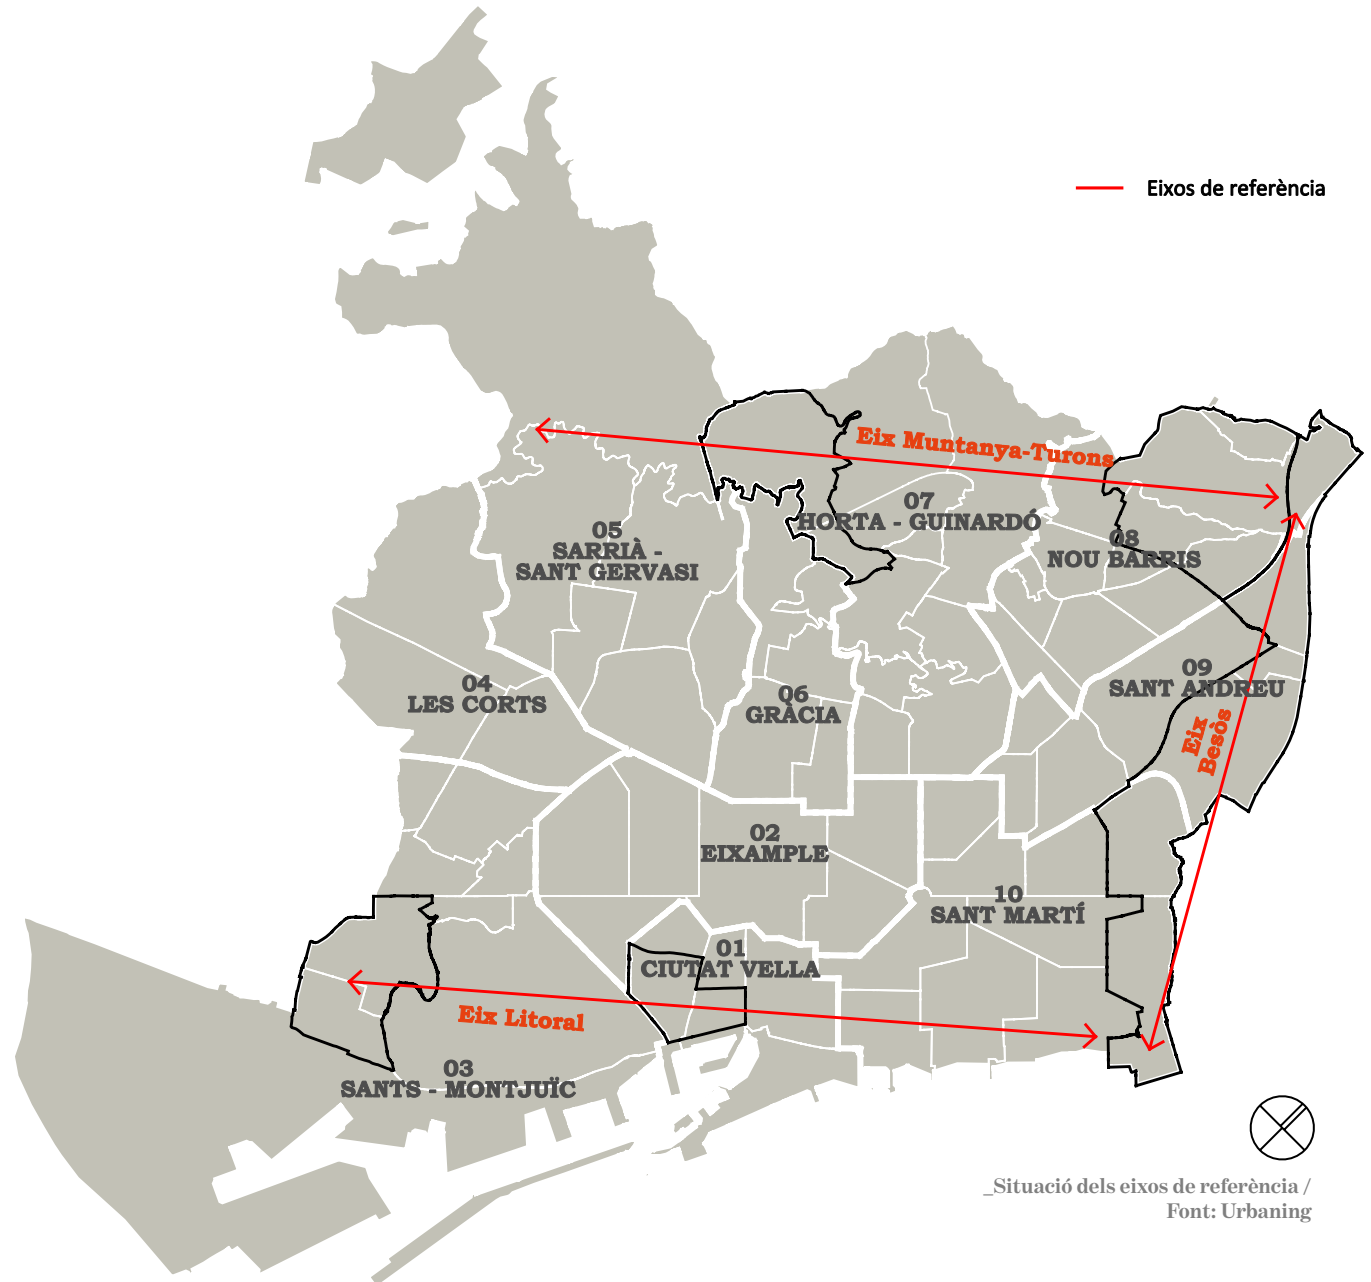 Eixos de referència
Eix Muntanya-Turons
07
HORTA - GUINARDÓ
05
SARRIÀ -
SANT GERVASI
08
NOU BARRIS
09
SANT ANDREU
04
LES CORTS
06
GRÀCIA
Eix
Besòs
02
EIXAMPLE
10
SANT MARTÍ
01
CIUTAT VELLA
Eix Litoral
03
SANTS - MONTJUÏC
_Situació dels eixos de referència /
Font: Urbaning